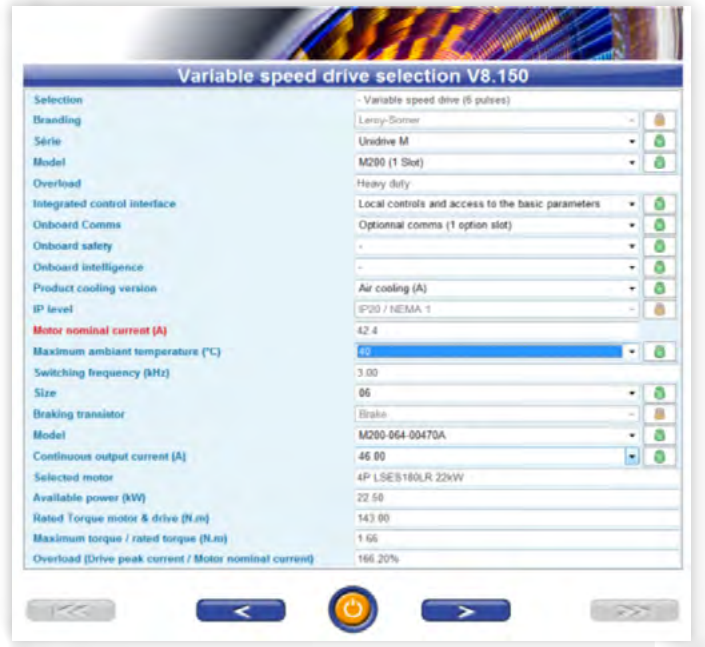 Variable speed drive selection V8.150
Selection - Variable speed drive (6 pulses)
Branding Leroy-Somer
Série Unidrive M
Model M200 (1 Slot)
Overload Heavy duty
Integrated control interface Local controls and access to the basic parameters
Onboard Comms Optionnal comms (1 option slot)
Onboard safety -
Onboard intelligence -
Product cooling version Air cooling (A)
IP level IP20 / NEMA 1
Motor nominal current (A) 42.4
Maximum ambiant temperature (°C) 40
Switching frequency (kHz) 3.00
Size 06
Braking transistor Brake
Model M200-064-00470A
Continuous output current (A) 46.00
Selected motor 4P LSES180LR 22kW
Available power (kW) 22.50
Rated Torque motor & drive (N.m) 143.00
Maximum torque / rated torque (N.m) 1.66
Overload (Drive peak current / Motor nominal current) 166.20%
|<< < > >>